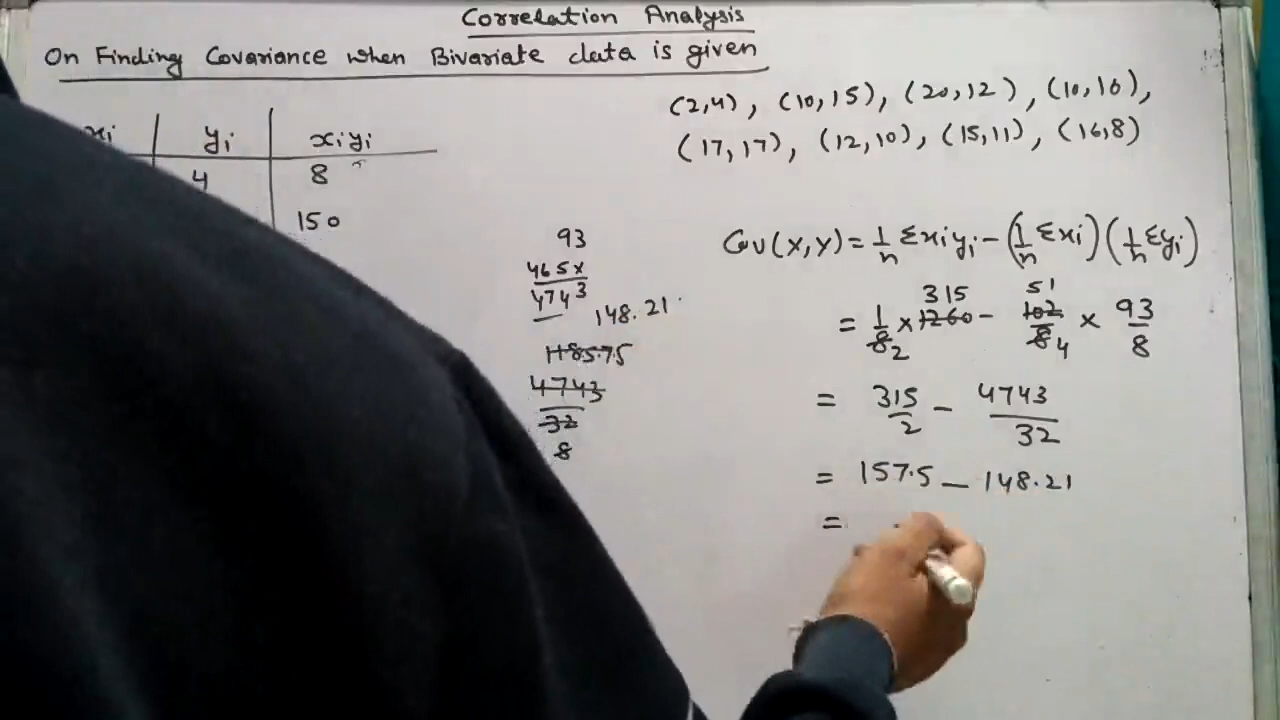 Correlation Analysis
On Finding Covariance when Bivariate data is given
xi yi xiyi
4 8
150
93
465x
4743
148.21
1185.75
4743
32
8
(2,4), (10,15), (20,12), (10,16),
(17,17), (12,10), (15,11), (16,8)
Cov(X,Y) = 1/n Σxiyi - (1/n Σxi)(1/n Σyi)
315 51
= 1/8 2 × 1260 - 102/8 4 × 93/8
= 315/2 - 4743/32
= 157.5 - 148.21
=